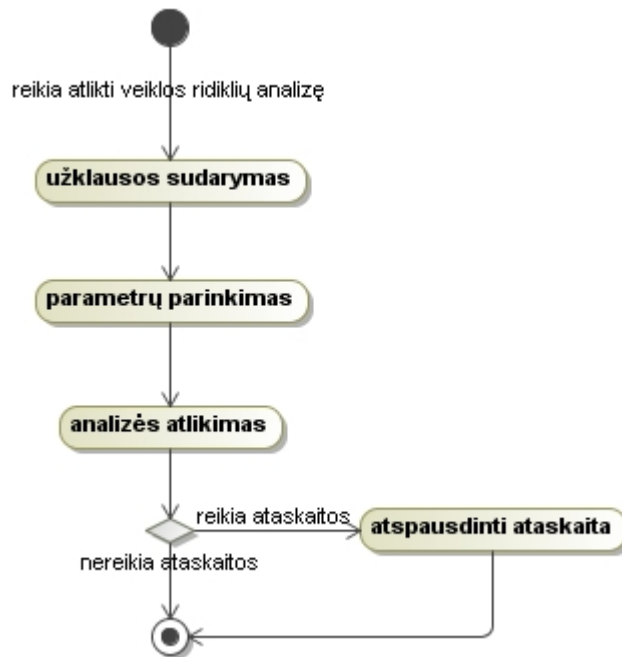 reikia atlikti veiklos ridiklių analizę
užklausos sudarymas
parametrų parinkimas
analizės atlikimas
reikia ataskaitos
atspausdinti ataskaita
nereikia ataskaitos